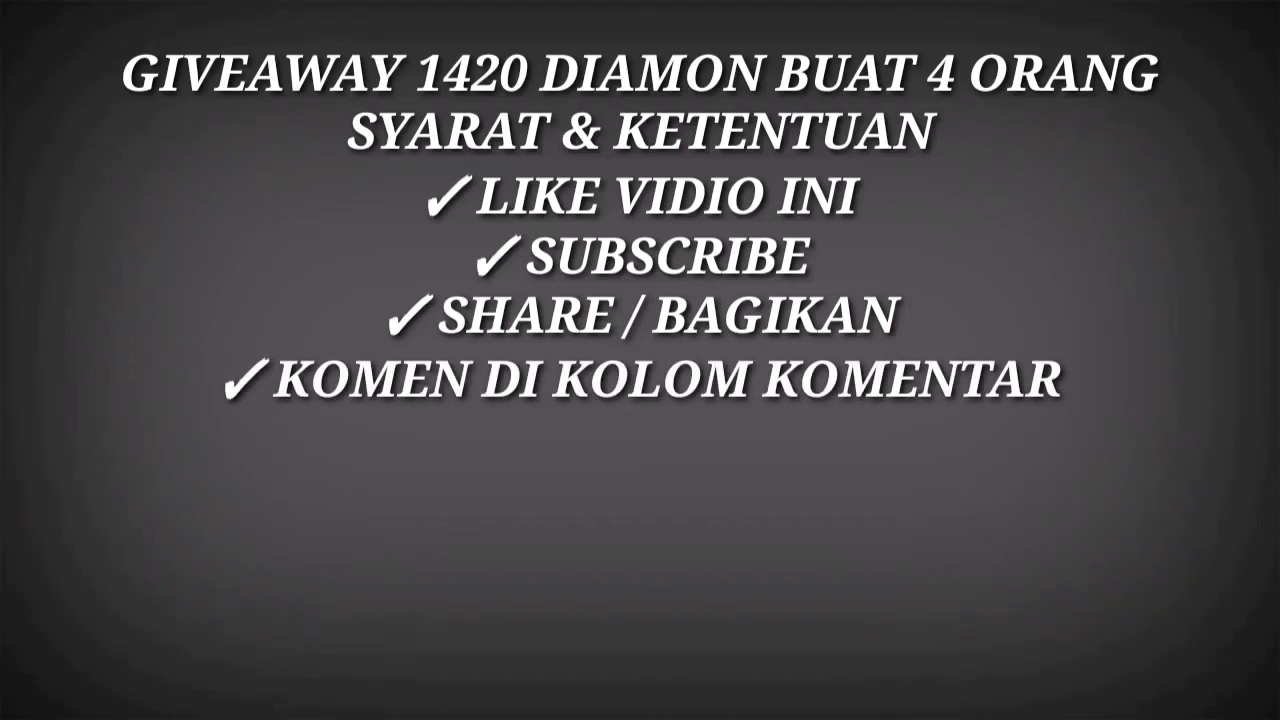 GIVEAWAY 1420 DIAMON BUAT 4 ORANG
SYARAT & KETENTUAN
✓LIKE VIDIO INI
✓SUBSCRIBE
✓SHARE / BAGIKAN
✓KOMEN DI KOLOM KOMENTAR